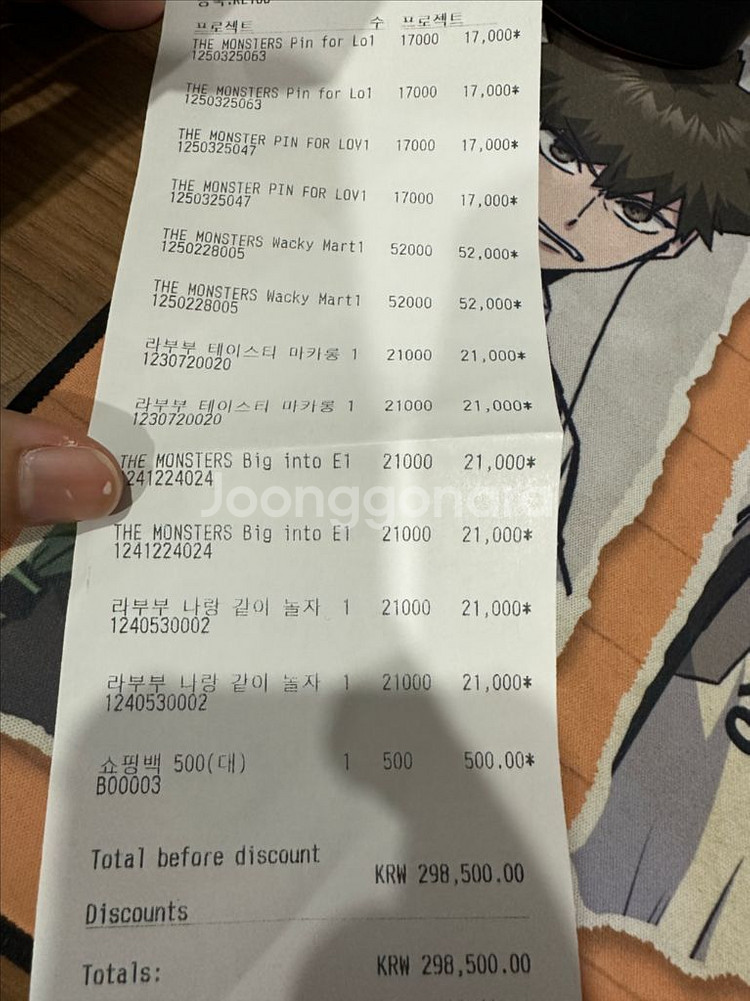 프로젝트 수 프로젝트
THE MONSTERS Pin for Lo1 17000 17,000*
1250325063
THE MONSTERS Pin for Lo1 17000 17,000*
1250325063
THE MONSTER PIN FOR LOV1 17000 17,000*
1250325047
THE MONSTER PIN FOR LOV1 17000 17,000*
1250325047
THE MONSTERS Wacky Mart1 52000 52,000*
1250228005
THE MONSTERS Wacky Mart1 52000 52,000*
1250228005
라부부 테이스티 마카롱 1 21000 21,000*
1230720020
라부부 테이스티 마카롱 1 21000 21,000*
1230720020
THE MONSTERS Big into E1 21000 21,000*
241224024
THE MONSTERS Big into E1 21000 21,000*
1241224024
라부부 나랑 같이 놀자 1 21000 21,000*
1240530002
라부부 나랑 같이 놀자 1 21000 21,000*
1240530002
쇼핑백 500(대) 1 500 500.00*
B00003
Total before discount KRW 298,500.00
Discounts
Totals: KRW 298,500.00
Joonggonara